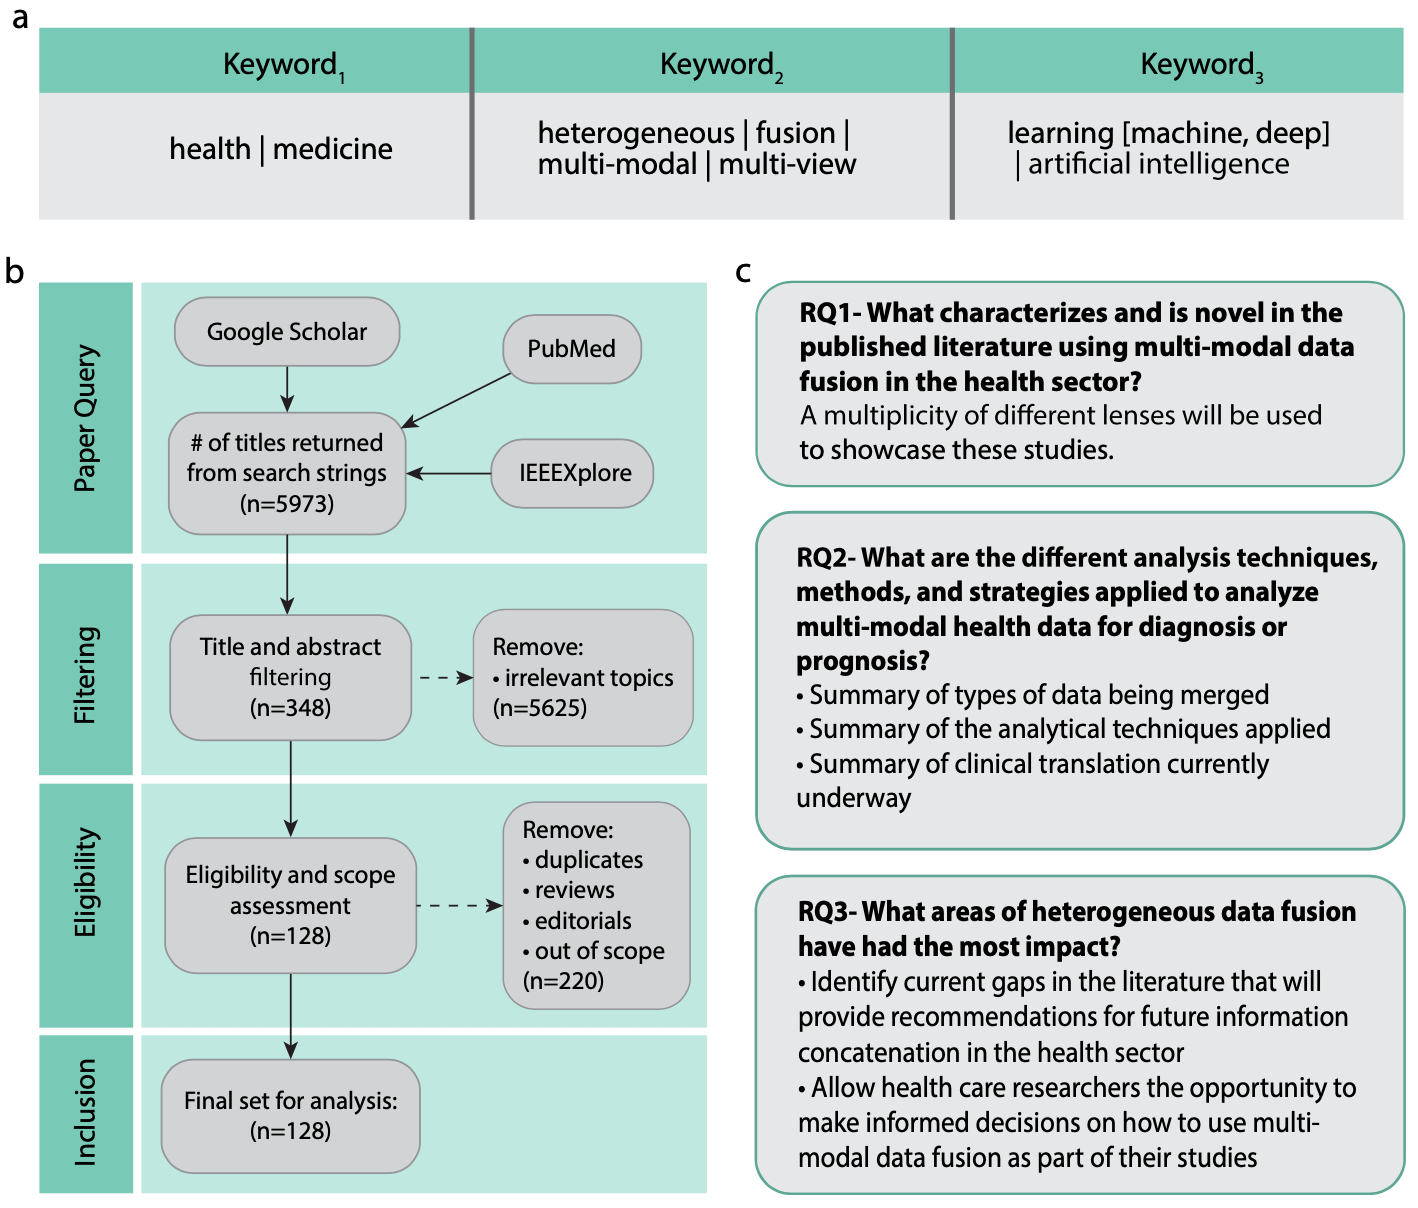 a
Keyword1
Keyword2
Keyword3
health | medicine
heterogeneous | fusion |
multi-modal | multi-view
learning [machine, deep]
| artificial intelligence
b
Paper Query
Google Scholar
PubMed
# of titles returned
from search strings
(n=5973)
IEEEXplore
Filtering
Title and abstract
filtering
(n=348)
Remove:
• irrelevant topics
(n=5625)
Eligibility
Eligibility and scope
assessment
(n=128)
Remove:
• duplicates
• reviews
• editorials
• out of scope
(n=220)
Inclusion
Final set for analysis:
(n=128)
c
RQ1- What characterizes and is novel in the
published literature using multi-modal data
fusion in the health sector?
A multiplicity of different lenses will be used
to showcase these studies.
RQ2- What are the different analysis techniques,
methods, and strategies applied to analyze
multi-modal health data for diagnosis or
prognosis?
• Summary of types of data being merged
• Summary of the analytical techniques applied
• Summary of clinical translation currently
underway
RQ3- What areas of heterogeneous data fusion
have had the most impact?
• Identify current gaps in the literature that will
provide recommendations for future information
concatenation in the health sector
• Allow health care researchers the opportunity to
make informed decisions on how to use multi-
modal data fusion as part of their studies